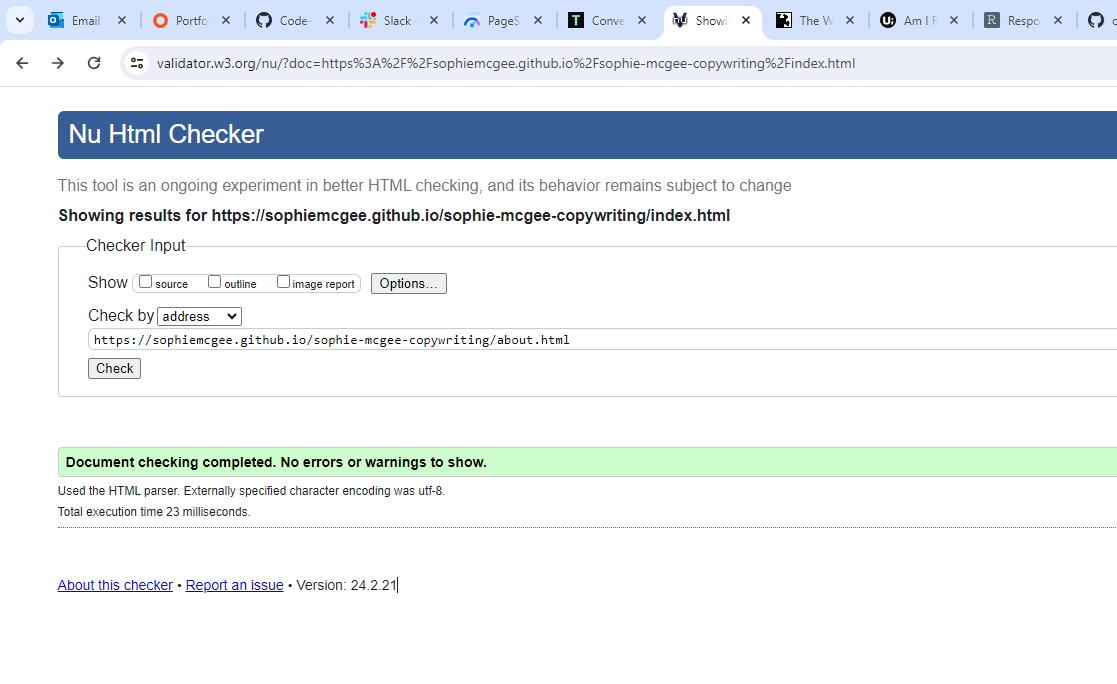 Email Portfo Code- Slack PageS Conve Showi The W Am I R Respo
validator.w3.org/nu/?doc=https%3A%2F%2Fsophiemcgee.github.io%2Fsophie-mcgee-copywriting%2Findex.html
Nu Html Checker
This tool is an ongoing experiment in better HTML checking, and its behavior remains subject to change
Showing results for https://sophiemcgee.github.io/sophie-mcgee-copywriting/index.html
Checker Input
Show source outline image report Options...
Check by address
https://sophiemcgee.github.io/sophie-mcgee-copywriting/about.html
Check
Document checking completed. No errors or warnings to show.
Used the HTML parser. Externally specified character encoding was utf-8.
Total execution time 23 milliseconds.
About this checker • Report an issue • Version: 24.2.21